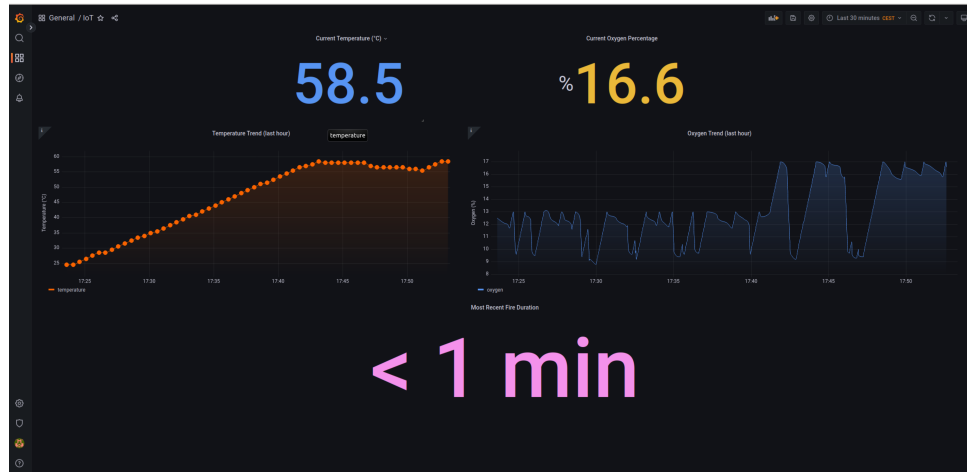 General / IoT
Last 30 minutes CEST
Current Temperature (°C)
Current Oxygen Percentage
58.5
%16.6
Temperature Trend (last hour)
temperature
Oxygen Trend (last hour)
60
55
50
45
40
35
30
25
Temperature (°C)
17:25
17:30
17:35
17:40
17:45
17:50
temperature
17
16
15
14
13
12
11
10
9
8
Oxygen (%)
17:25
17:30
17:35
17:40
17:45
17:50
oxygen
Most Recent Fire Duration
< 1 min